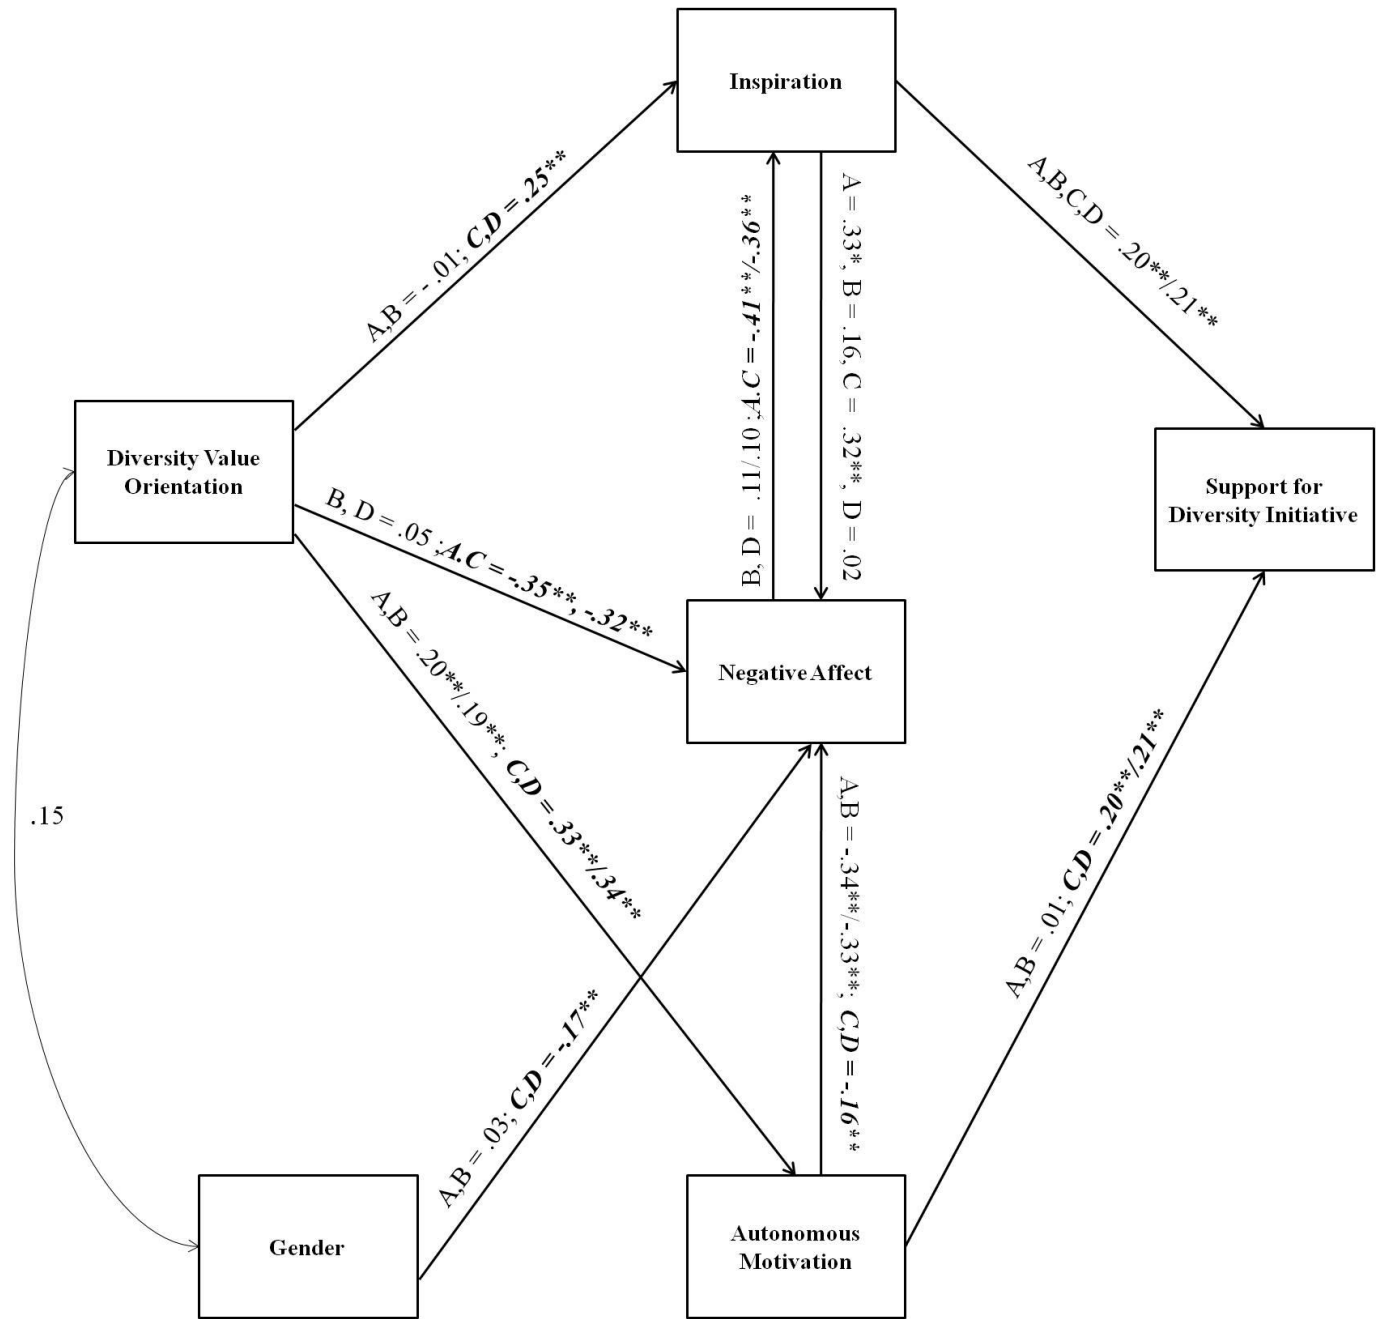 Inspiration
A,B = - .01; C,D = .25**
B, D = .11/.10 ;A.C = -.41**/-.36**
A = .33*, B = .16, C = .32**, D = .02
A,B,C,D = .20**/.21**
Diversity Value
Orientation
Support for
Diversity Initiative
B, D = .05 ;A.C = -.35**, -.32**
Negative Affect
A,B = .20**/.19**; C,D = .33**/.34**
.15
A,B = .03; C,D = -.17**
A,B = -.34**/-.33**; C,D = -.16**
A,B = .01; C,D = .20**/.21**
Gender
Autonomous
Motivation